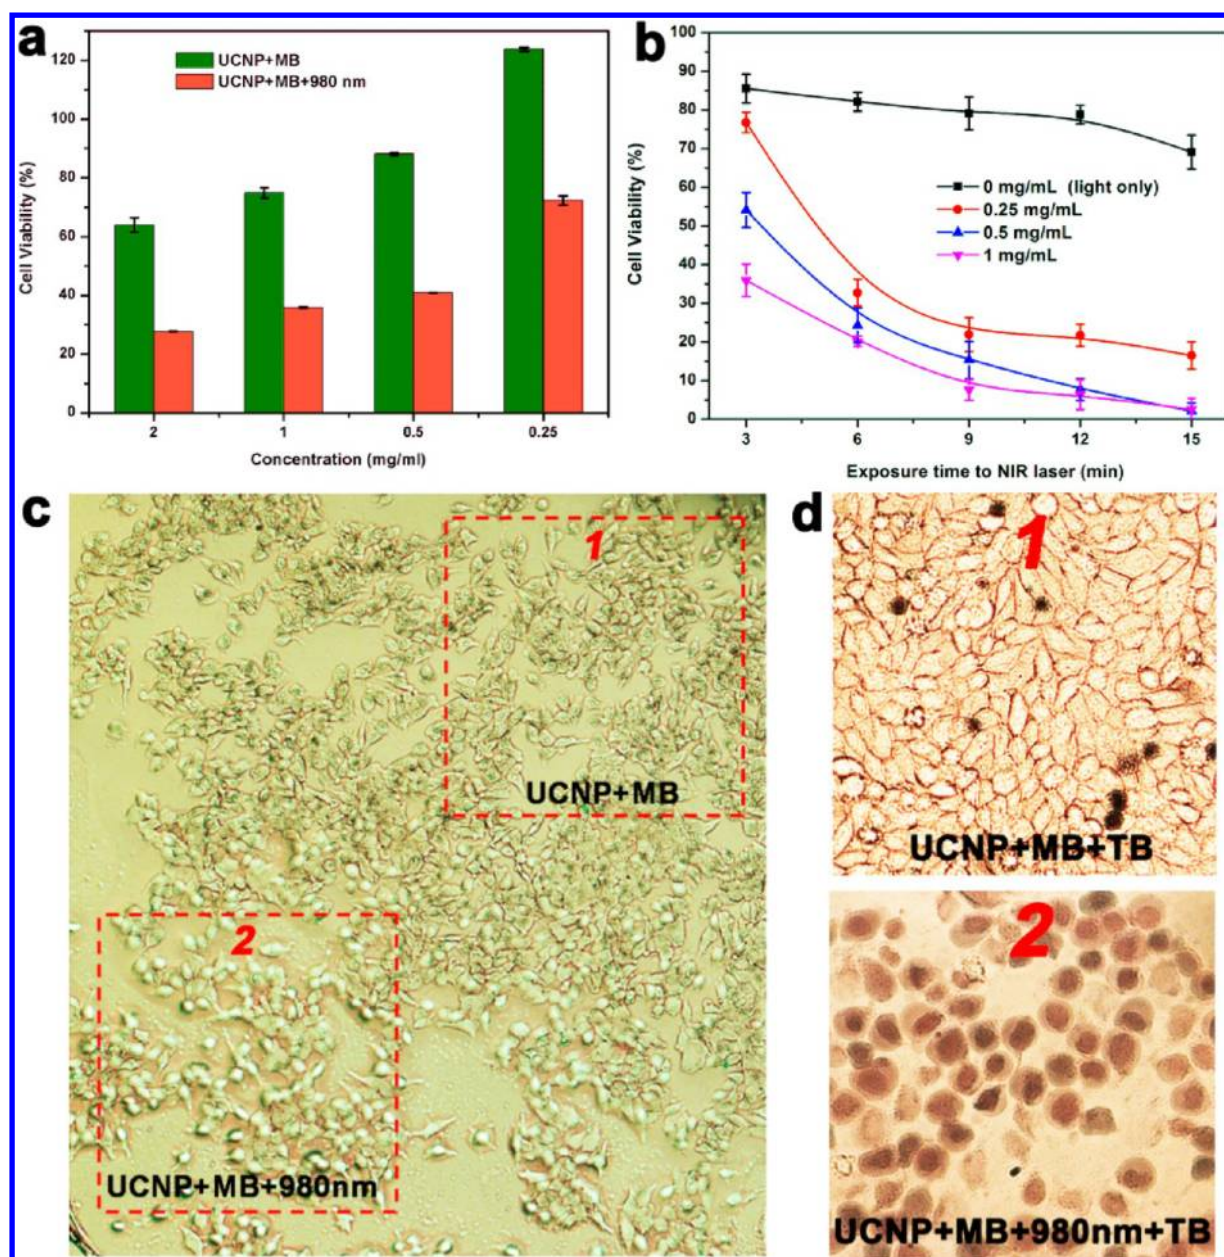 a
UCNP+MB
UCNP+MB+980 nm
120
100
80
60
40
20
0
Cell Viability (%)
2 1 0.5 0.25
Concentration (mg/ml)
b
100
90
80
70
60
50
40
30
20
10
0
Cell Viability (%)
0 mg/mL (light only)
0.25 mg/mL
0.5 mg/mL
1 mg/mL
3 6 9 12 15
Exposure time to NIR laser (min)
c
1
UCNP+MB
2
UCNP+MB+980nm
d
1
UCNP+MB+TB
2
UCNP+MB+980nm+TB